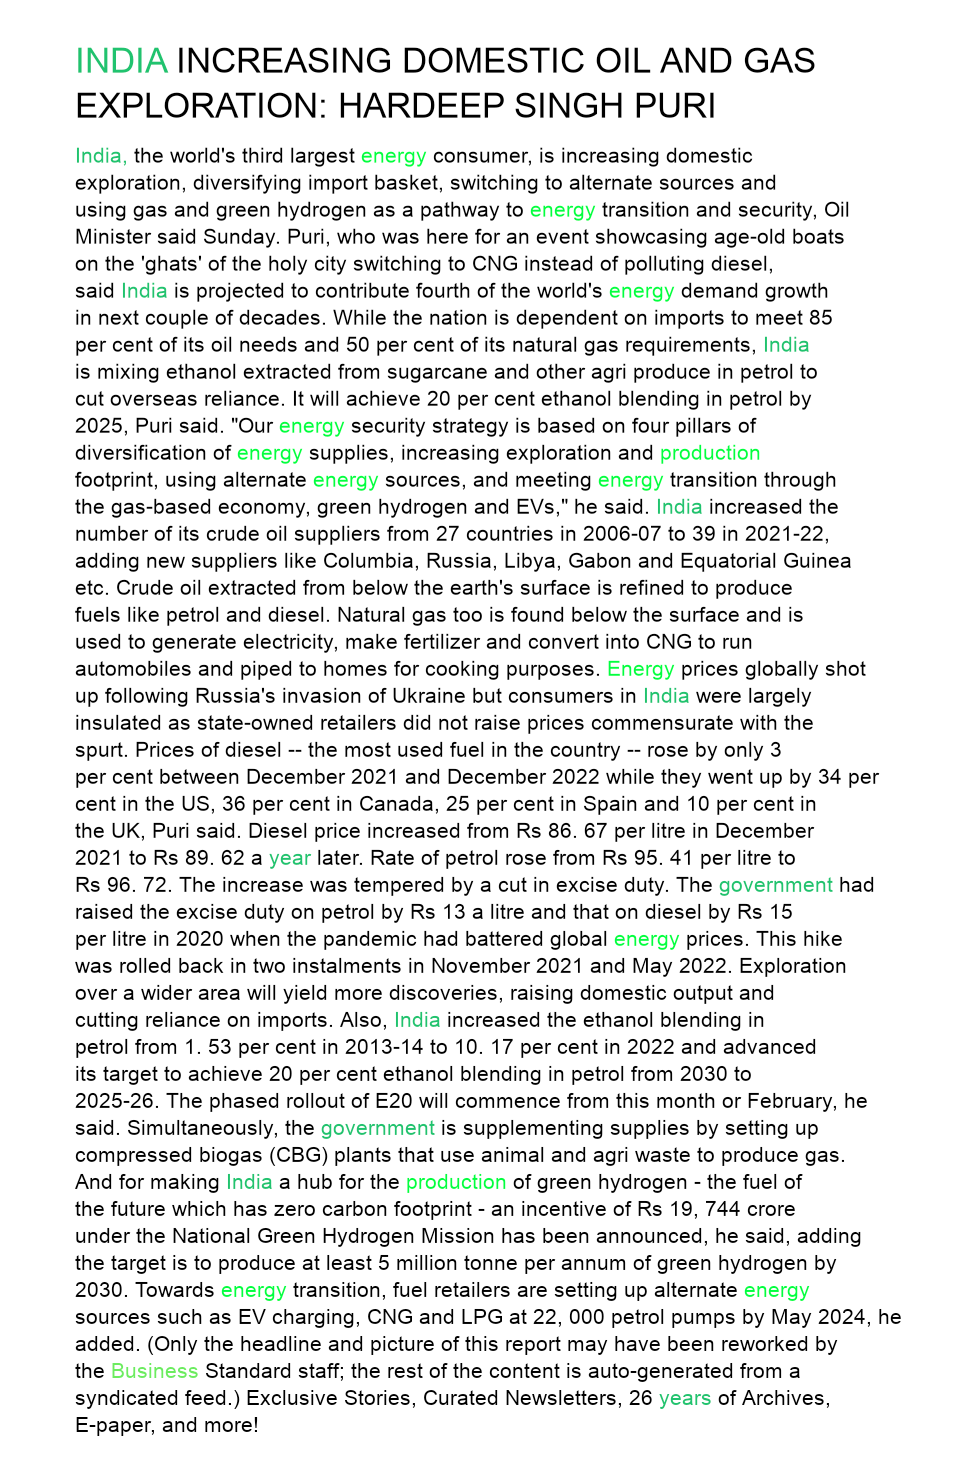 INDIA INCREASING DOMESTIC OIL AND GAS
EXPLORATION: HARDEEP SINGH PURI
India, the world's third largest energy consumer, is increasing domestic
exploration, diversifying import basket, switching to alternate sources and
using gas and green hydrogen as a pathway to energy transition and security, Oil
Minister said Sunday. Puri, who was here for an event showcasing age-old boats
on the 'ghats' of the holy city switching to CNG instead of polluting diesel,
said India is projected to contribute fourth of the world's energy demand growth
in next couple of decades. While the nation is dependent on imports to meet 85
per cent of its oil needs and 50 per cent of its natural gas requirements, India
is mixing ethanol extracted from sugarcane and other agri produce in petrol to
cut overseas reliance. It will achieve 20 per cent ethanol blending in petrol by
2025, Puri said. "Our energy security strategy is based on four pillars of
diversification of energy supplies, increasing exploration and production
footprint, using alternate energy sources, and meeting energy transition through
the gas-based economy, green hydrogen and EVs," he said. India increased the
number of its crude oil suppliers from 27 countries in 2006-07 to 39 in 2021-22,
adding new suppliers like Columbia, Russia, Libya, Gabon and Equatorial Guinea
etc. Crude oil extracted from below the earth's surface is refined to produce
fuels like petrol and diesel. Natural gas too is found below the surface and is
used to generate electricity, make fertilizer and convert into CNG to run
automobiles and piped to homes for cooking purposes. Energy prices globally shot
up following Russia's invasion of Ukraine but consumers in India were largely
insulated as state-owned retailers did not raise prices commensurate with the
spurt. Prices of diesel -- the most used fuel in the country -- rose by only 3
per cent between December 2021 and December 2022 while they went up by 34 per
cent in the US, 36 per cent in Canada, 25 per cent in Spain and 10 per cent in
the UK, Puri said. Diesel price increased from Rs 86. 67 per litre in December
2021 to Rs 89. 62 a year later. Rate of petrol rose from Rs 95. 41 per litre to
Rs 96. 72. The increase was tempered by a cut in excise duty. The government had
raised the excise duty on petrol by Rs 13 a litre and that on diesel by Rs 15
per litre in 2020 when the pandemic had battered global energy prices. This hike
was rolled back in two instalments in November 2021 and May 2022. Exploration
over a wider area will yield more discoveries, raising domestic output and
cutting reliance on imports. Also, India increased the ethanol blending in
petrol from 1. 53 per cent in 2013-14 to 10. 17 per cent in 2022 and advanced
its target to achieve 20 per cent ethanol blending in petrol from 2030 to
2025-26. The phased rollout of E20 will commence from this month or February, he
said. Simultaneously, the government is supplementing supplies by setting up
compressed biogas (CBG) plants that use animal and agri waste to produce gas.
And for making India a hub for the production of green hydrogen - the fuel of
the future which has zero carbon footprint - an incentive of Rs 19, 744 crore
under the National Green Hydrogen Mission has been announced, he said, adding
the target is to produce at least 5 million tonne per annum of green hydrogen by
2030. Towards energy transition, fuel retailers are setting up alternate energy
sources such as EV charging, CNG and LPG at 22, 000 petrol pumps by May 2024, he
added. (Only the headline and picture of this report may have been reworked by
the Business Standard staff; the rest of the content is auto-generated from a
syndicated feed.) Exclusive Stories, Curated Newsletters, 26 years of Archives,
E-paper, and more!